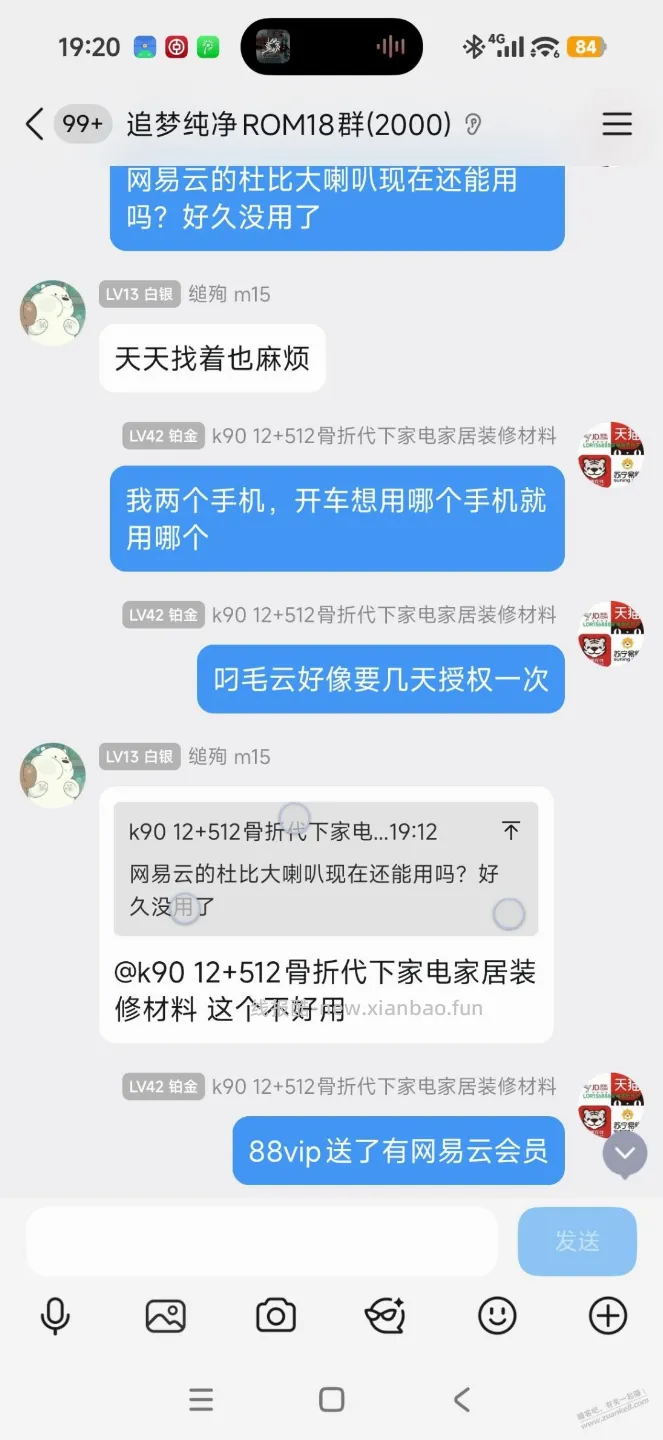 19:20
4G
84
99+
追梦纯净ROM18群(2000)
网易云的杜比大喇叭现在还能用
吗？好久没用了
LV13 白银 缒殉 m15
天天找着也麻烦
LV42 铂金 k90 12+512骨折代下家电家居装修材料
我两个手机，开车想用哪个手机就
用哪个
LV42 铂金 k90 12+512骨折代下家电家居装修材料
叼毛云好像要几天授权一次
LV13 白银 缒殉 m15
k90 12+512骨折代下家电...19:12
网易云的杜比大喇叭现在还能用吗？好
久没用了
@k90 12+512骨折代下家电家居装
修材料 这个不好用
new.xianbao.fun
LV42 铂金 k90 12+512骨折代下家电家居装修材料
88vip送了有网易云会员
发送
www.zuanke8.com